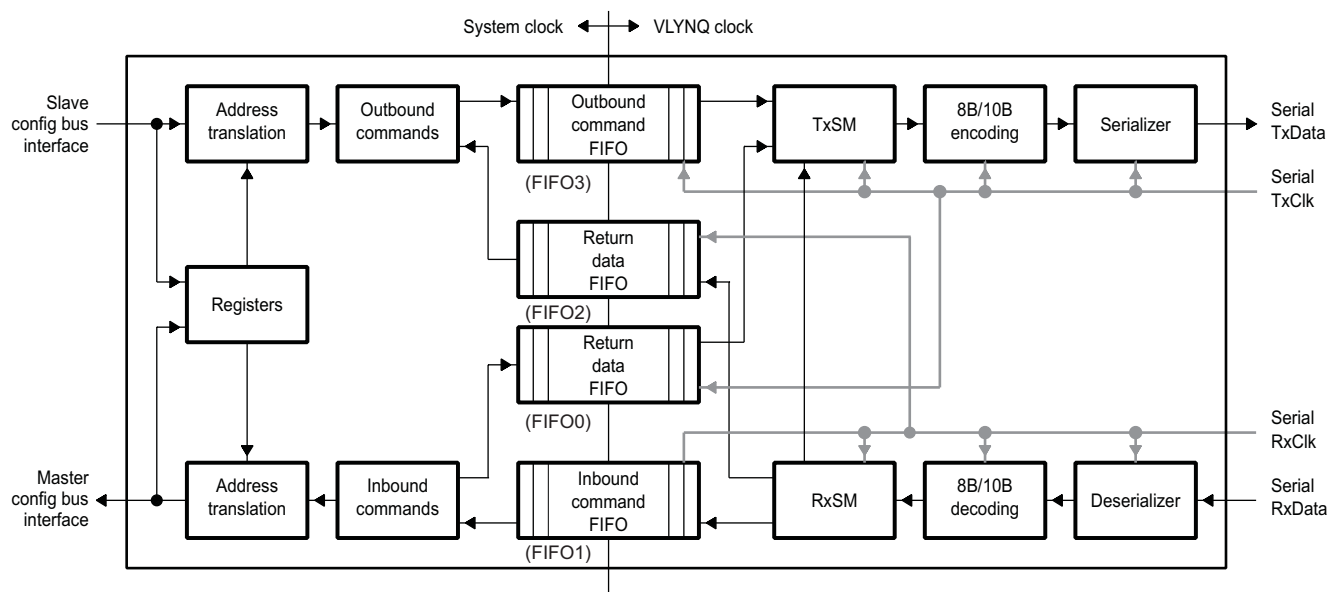 System clock
VLYNQ clock
Slave
config bus
interface
Address
translation
Outbound
commands
Outbound
command
FIFO
(FIFO3)
TxSM
8B/10B
encoding
Serializer
Serial
TxData
Serial
TxClk
Registers
Return
data
FIFO
(FIFO2)
Return
data
FIFO
(FIFO0)
Serial
RxClk
Master
config bus
interface
Address
translation
Inbound
commands
Inbound
command
FIFO
(FIFO1)
RxSM
8B/10B
decoding
Deserializer
Serial
RxData